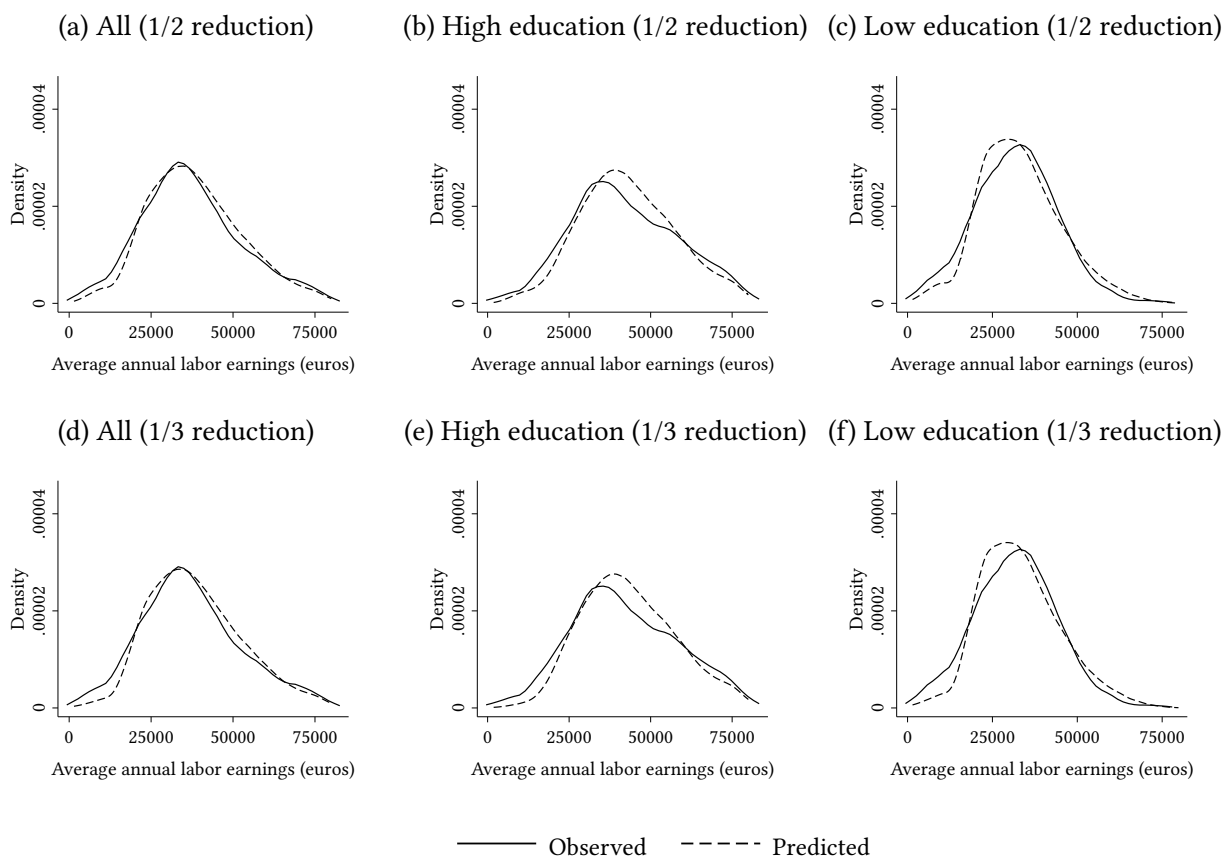 (a) All (1/2 reduction) (b) High education (1/2 reduction) (c) Low education (1/2 reduction)
Density
0 .00002 .00004
0 25000 50000 75000
Average annual labor earnings (euros)
Density
0 .00002 .00004
0 25000 50000 75000
Average annual labor earnings (euros)
Density
0 .00002 .00004
0 25000 50000 75000
Average annual labor earnings (euros)
(d) All (1/3 reduction) (e) High education (1/3 reduction) (f) Low education (1/3 reduction)
Density
0 .00002 .00004
0 25000 50000 75000
Average annual labor earnings (euros)
Density
0 .00002 .00004
0 25000 50000 75000
Average annual labor earnings (euros)
Density
0 .00002 .00004
0 25000 50000 75000
Average annual labor earnings (euros)
Observed Predicted